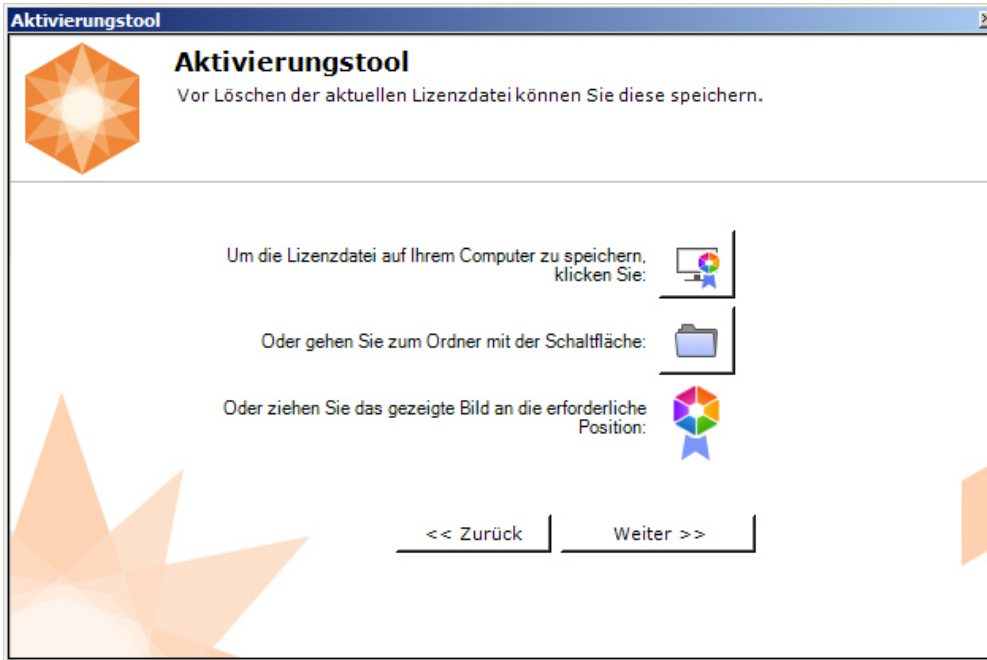 Aktivierungstool
Aktivierungstool
Vor Löschen der aktuellen Lizenzdatei können Sie diese speichern.
Um die Lizenzdatei auf Ihrem Computer zu speichern,
klicken Sie:
Oder gehen Sie zum Ordner mit der Schaltfläche:
Oder ziehen Sie das gezeigte Bild an die erforderliche
Position:
<< Zurück
Weiter >>